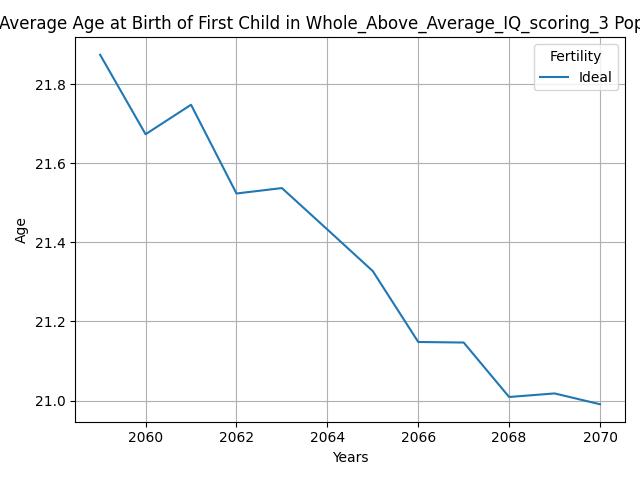 Average Age at Birth of First Child in Whole_Above_Average_IQ_scoring_3 Pop
Fertility
Ideal
21.8
21.6
21.4
21.2
21.0
Age
2060 2062 2064 2066 2068 2070
Years